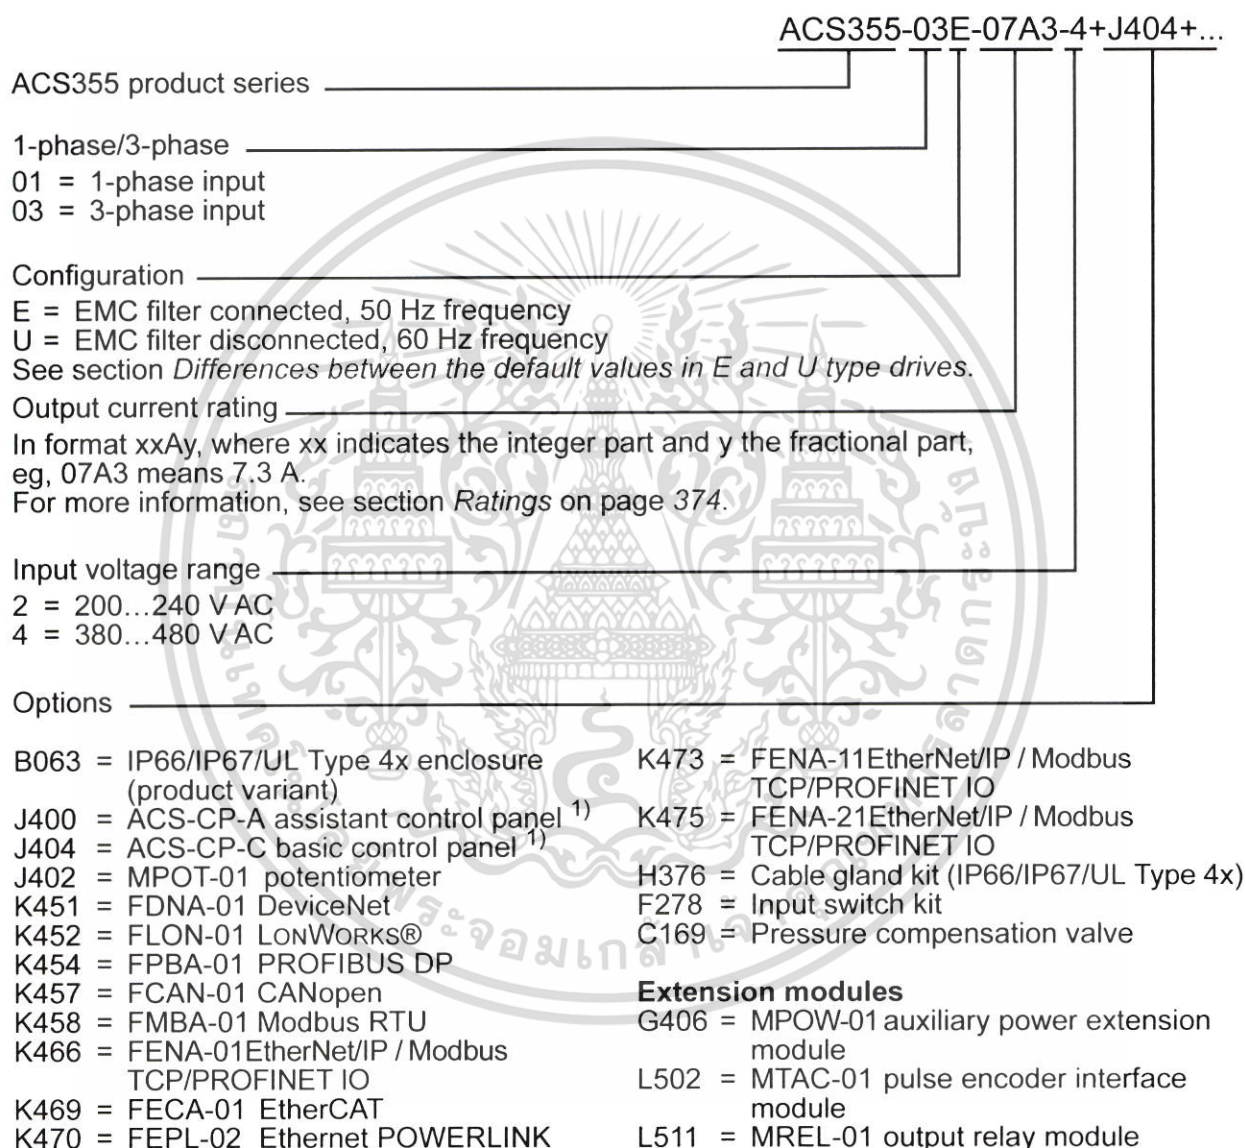 ACS355-03E-07A3-4+J404+...
ACS355 product series
1-phase/3-phase
01 = 1-phase input
03 = 3-phase input
Configuration
E = EMC filter connected, 50 Hz frequency
U = EMC filter disconnected, 60 Hz frequency
See section Differences between the default values in E and U type drives.
Output current rating
In format xxAy, where xx indicates the integer part and y the fractional part,
eg, 07A3 means 7.3 A.
For more information, see section Ratings on page 374.
Input voltage range
2 = 200...240 V AC
4 = 380...480 V AC
Options
B063 = IP66/IP67/UL Type 4x enclosure
(product variant)
J400 = ACS-CP-A assistant control panel 1)
J404 = ACS-CP-C basic control panel 1)
J402 = MPOT-01 potentiometer
K451 = FDNA-01 DeviceNet
K452 = FLON-01 LONWORKS®
K454 = FPBA-01 PROFIBUS DP
K457 = FCAN-01 CANopen
K458 = FMBA-01 Modbus RTU
K466 = FENA-01EtherNet/IP / Modbus
TCP/PROFINET IO
K469 = FECA-01 EtherCAT
K470 = FEPL-02 Ethernet POWERLINK
K473 = FENA-11EtherNet/IP / Modbus
TCP/PROFINET IO
K475 = FENA-21EtherNet/IP / Modbus
TCP/PROFINET IO
H376 = Cable gland kit (IP66/IP67/UL Type 4x)
F278 = Input switch kit
C169 = Pressure compensation valve
Extension modules
G406 = MPOW-01 auxiliary power extension
module
L502 = MTAC-01 pulse encoder interface
module
L511 = MREL-01 output relay module